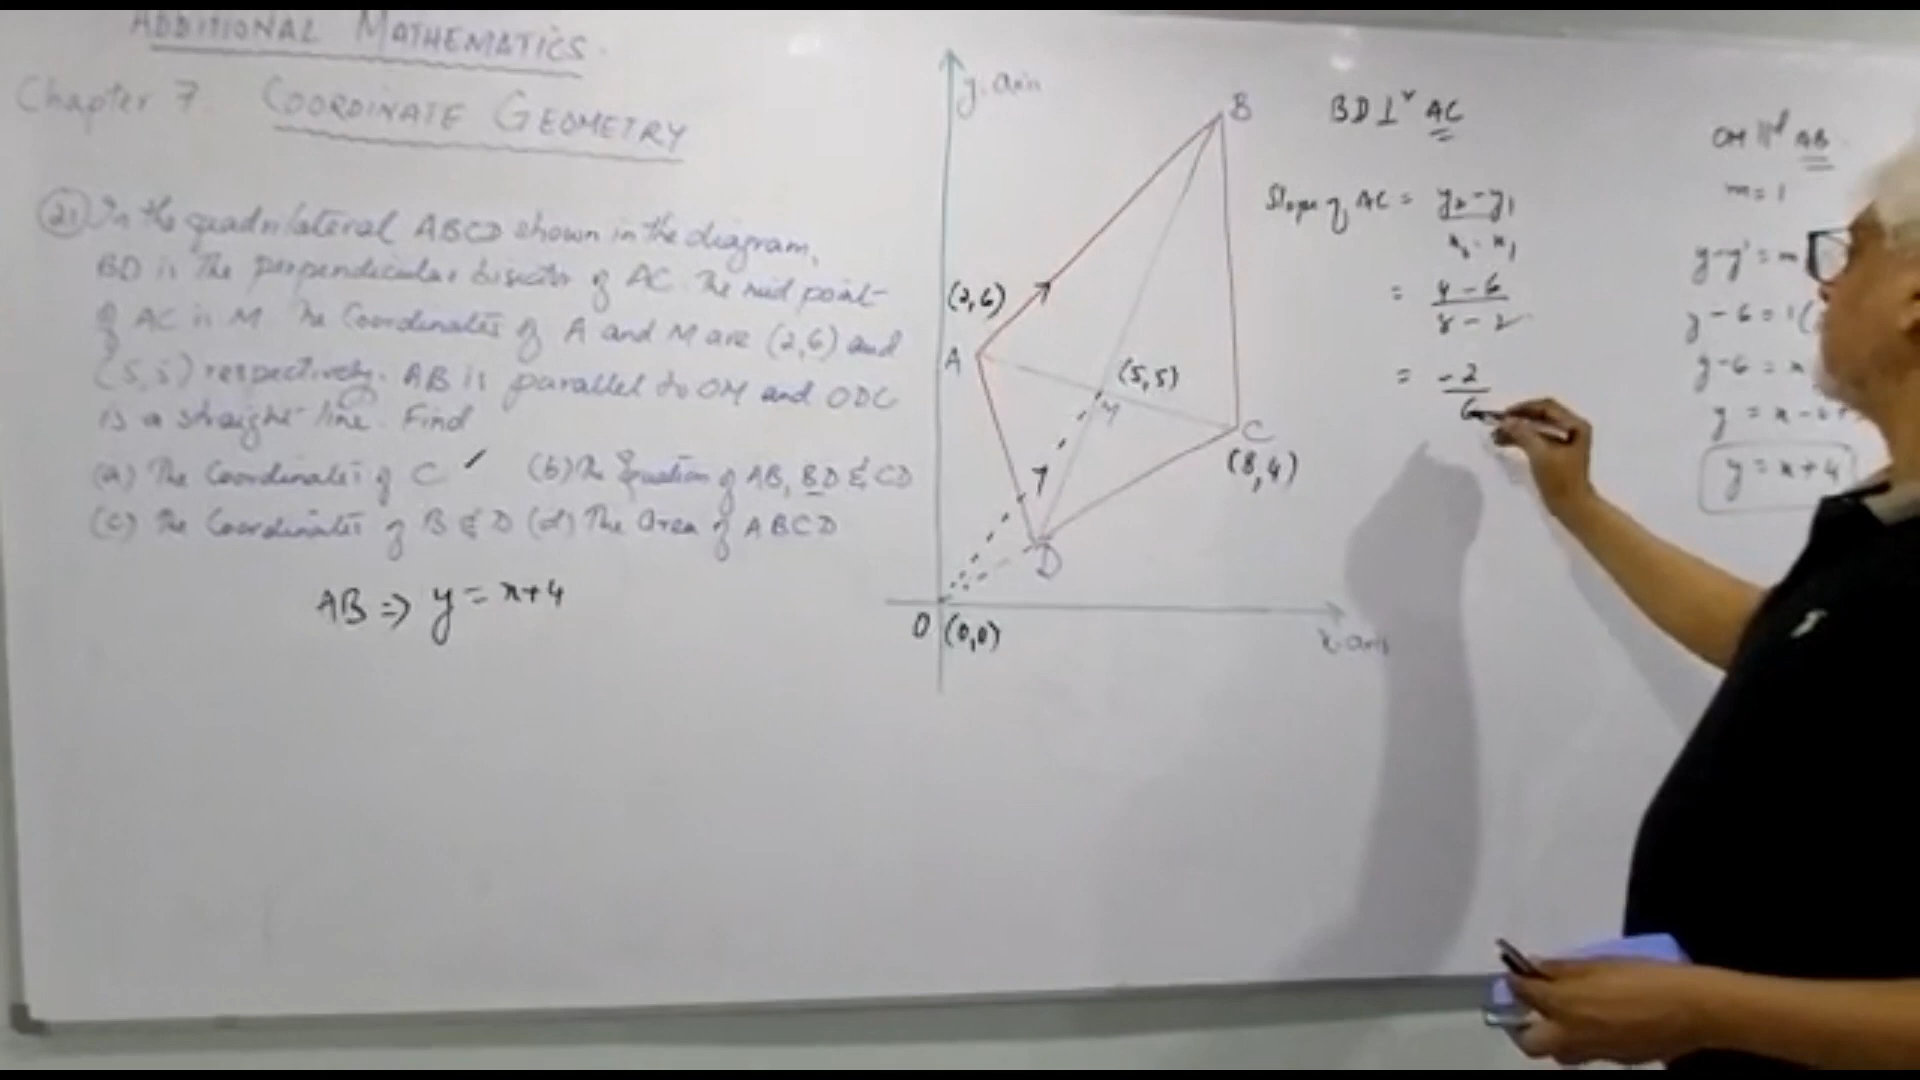 ADDITIONAL MATHEMATICS.
Chapter 7. COORDINATE GEOMETRY
21) In the quadrilateral ABCD shown in the diagram,
BD is the perpendicular bisector of AC. The mid point
of AC is M. The Coordinates of A and M are (2,6) and
(5,5) respectively. AB is parallel to OM and ODC
is a straight line. Find
(a) The Coordinates of C ✓ (b) The Equation of AB, BD & CD
(c) The Coordinates of B & D (d) The Area of ABCD
AB => y = x+4
y-axis
B
(2,6)
A
(5,5)
M
C
(8,4)
D
O (0,0)
x-axis
BD ⊥r AC
Slope of AC = y2 - y1
x2 - x1
= 4 - 6
8 - 2
= -2
6
OM ||el AB
m = 1
y-y' = m
y-6 = 1(
y-6 = x
y = x-2+
y = x+4